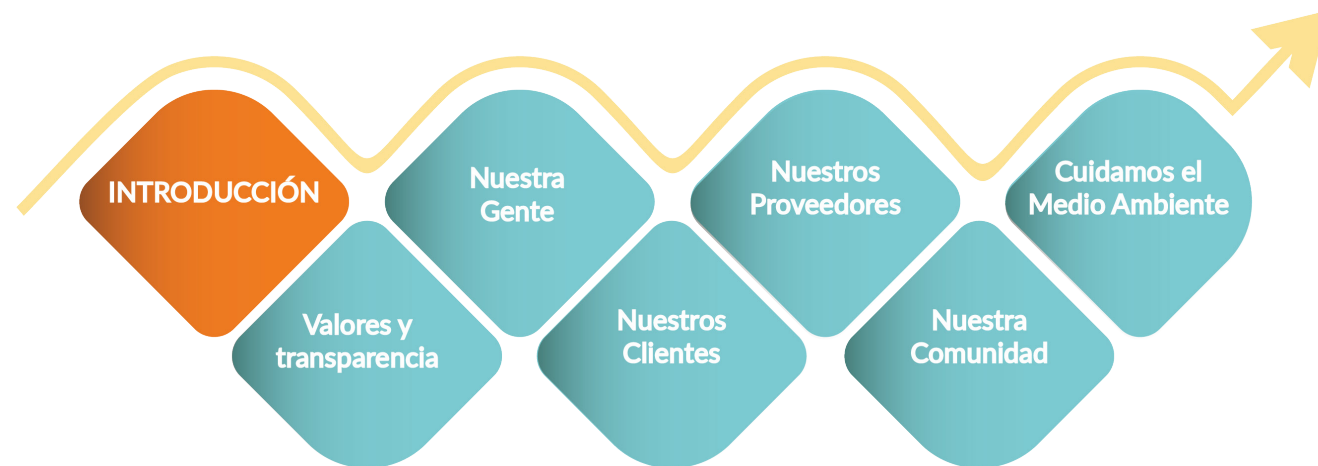 INTRODUCCIÓN
Valores y
transparencia
Nuestra
Gente
Nuestros
Clientes
Nuestros
Proveedores
Nuestra
Comunidad
Cuidamos el
Medio Ambiente